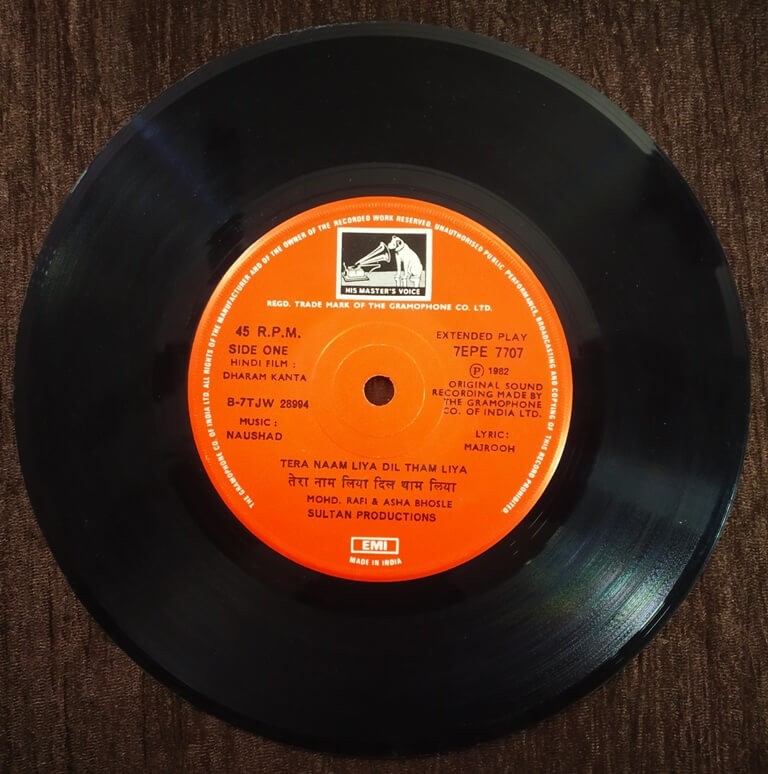 THE GRAMOPHONE CO. OF INDIA LTD. ALL RIGHTS OF THE MANUFACTURER AND OF THE OWNER OF THE RECORDED WORK RESERVED. UNAUTHORISED PUBLIC PERFORMANCE, BROADCASTING AND COPYING OF THIS RECORD PROHIBITED.
HIS MASTER'S VOICE
REGD. TRADE MARK OF THE GRAMOPHONE CO. LTD.
45 R.P.M.
SIDE ONE
HINDI FILM :
DHARAM KANTA
8-7TJW 28994
MUSIC :
NAUSHAD
EXTENDED PLAY
7EPE 7707
Ⓟ 1982
ORIGINAL SOUND
RECORDING MADE BY
THE GRAMOPHONE
CO. OF INDIA LTD.
LYRIC:
MAJROOH
TERA NAAM LIYA DIL THAM LIYA
तेरा नाम लिया दिल थाम लिया
MOHD. RAFI & ASHA BHOSLE
SULTAN PRODUCTIONS
EMI
MADE IN INDIA